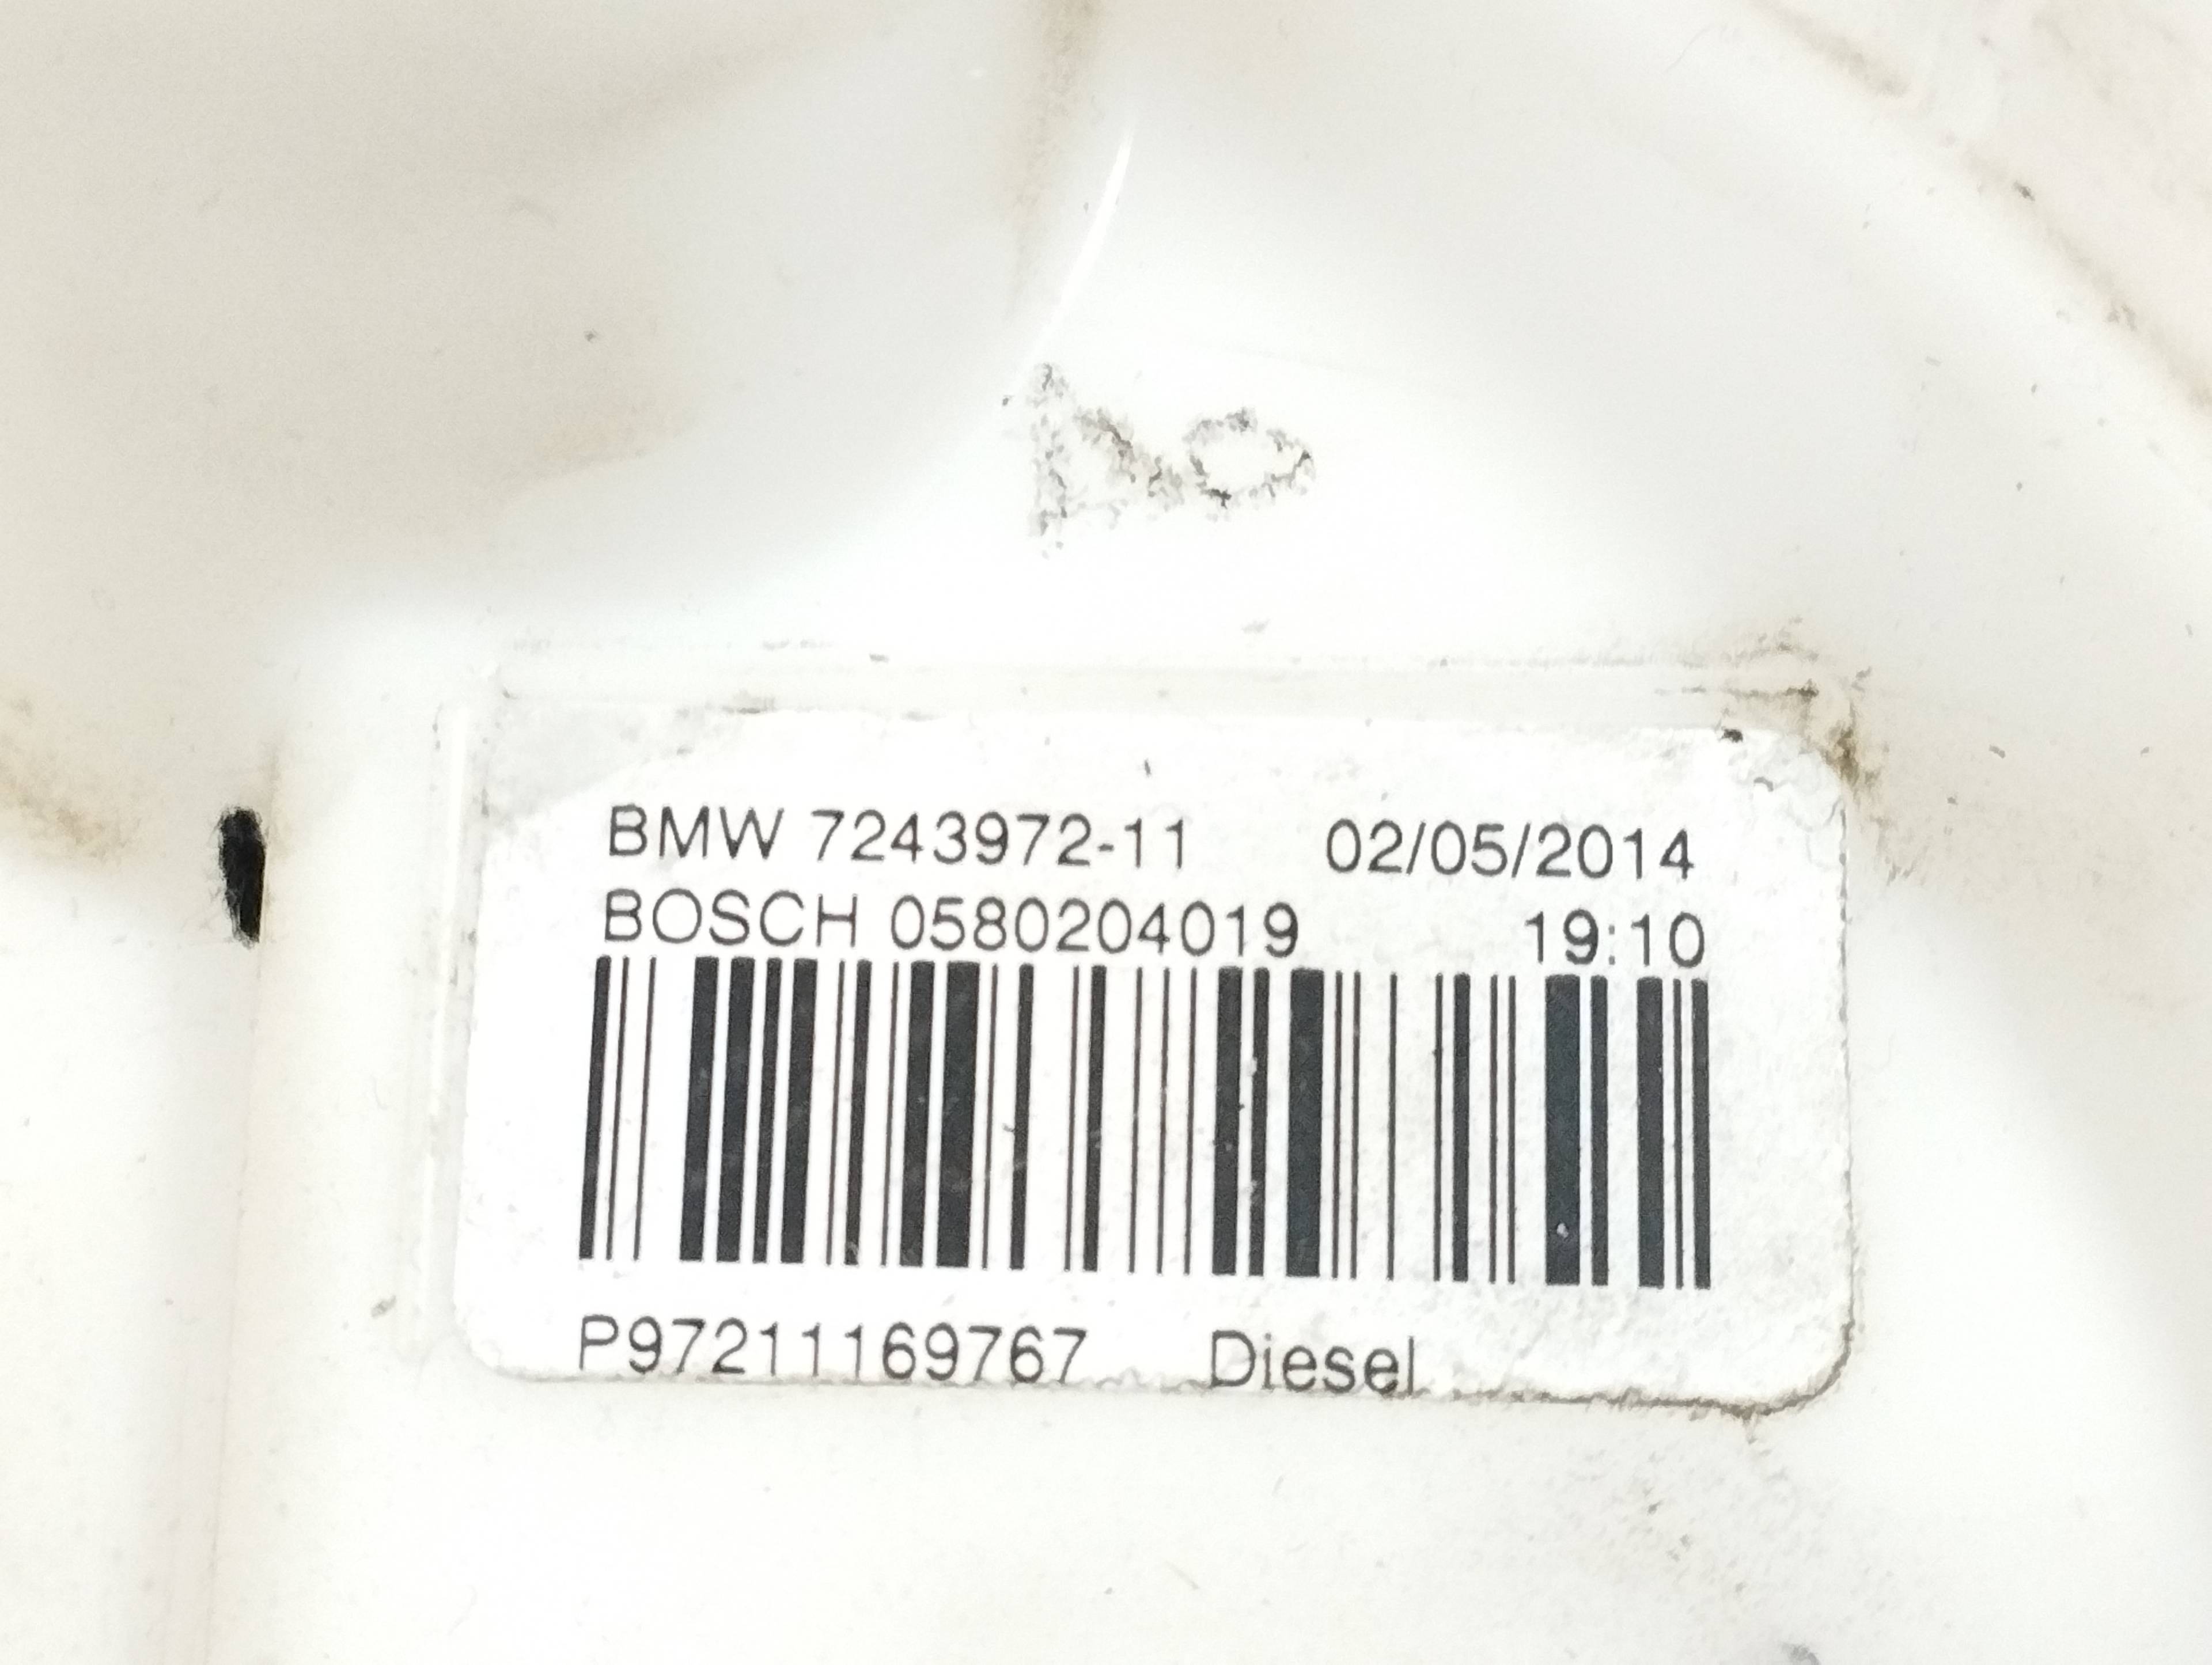 BMW 7243972-11 02/05/2014
BOSCH 0580204019 19:10
P97211169767 Diesel